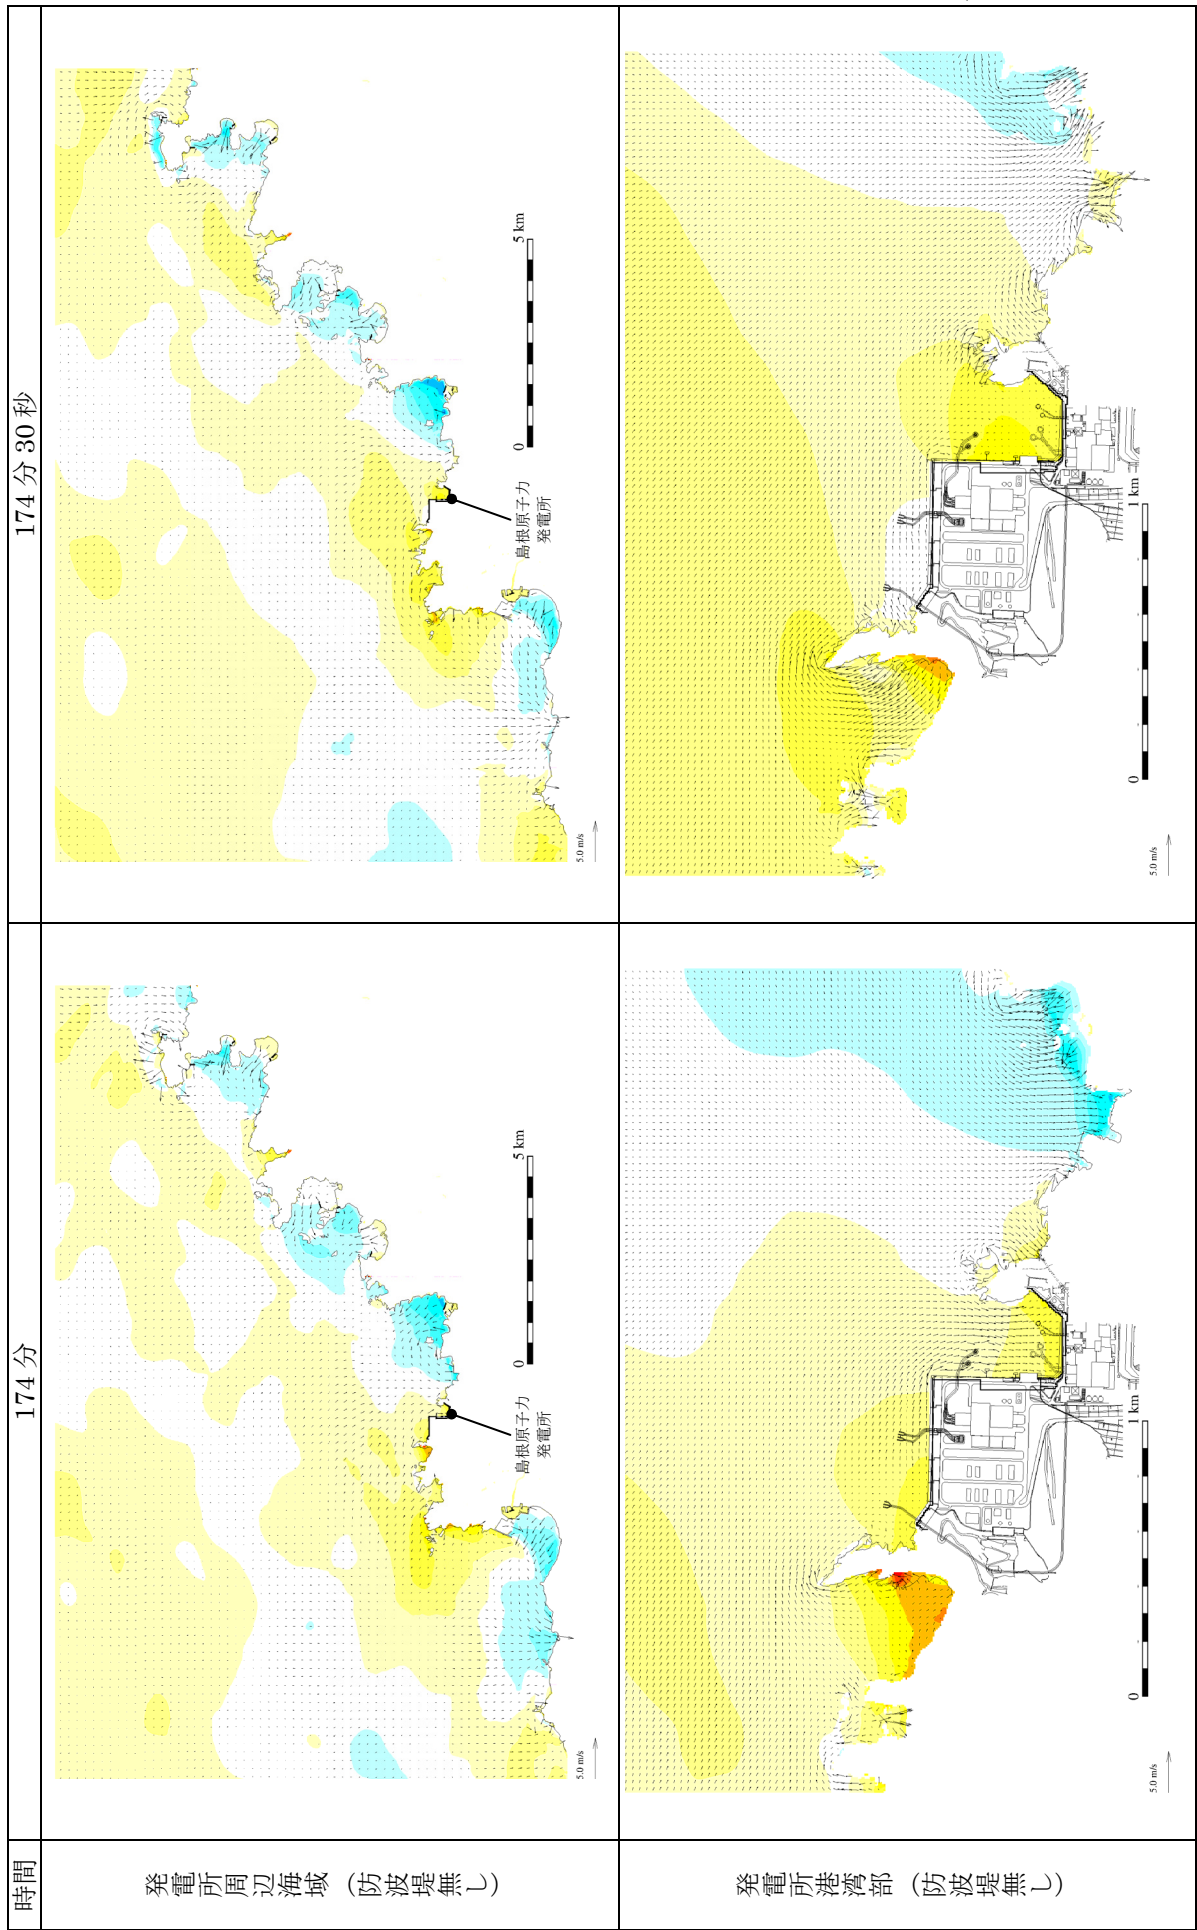 時間
174分
174分30秒
発電所周辺海域（防波堤無し）
島根原子力
発電所
0
5 km
5.0 m/s
島根原子力
発電所
0
5 km
5.0 m/s
発電所港湾部（防波堤無し）
0
1 km
5.0 m/s
0
1 km
5.0 m/s